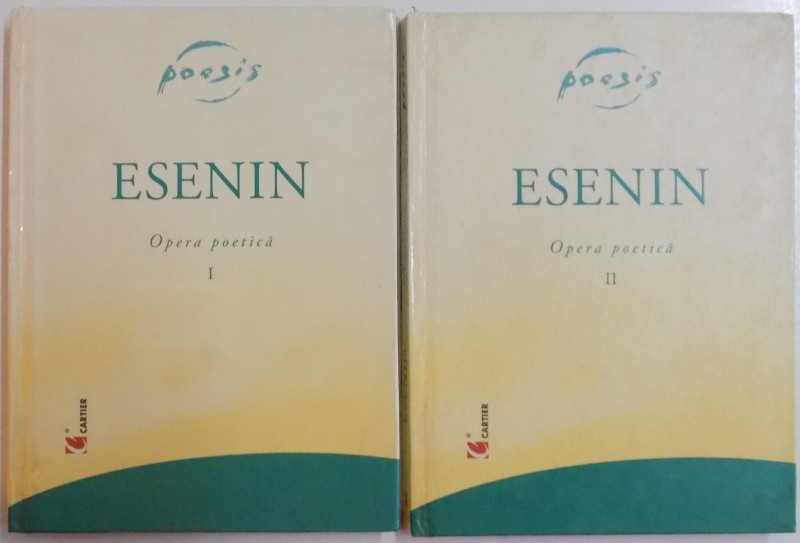 poesis
ESENIN
Opera poetică
I
® CARTIER
poesis
ESENIN
Opera poetică
II
® CARTIER